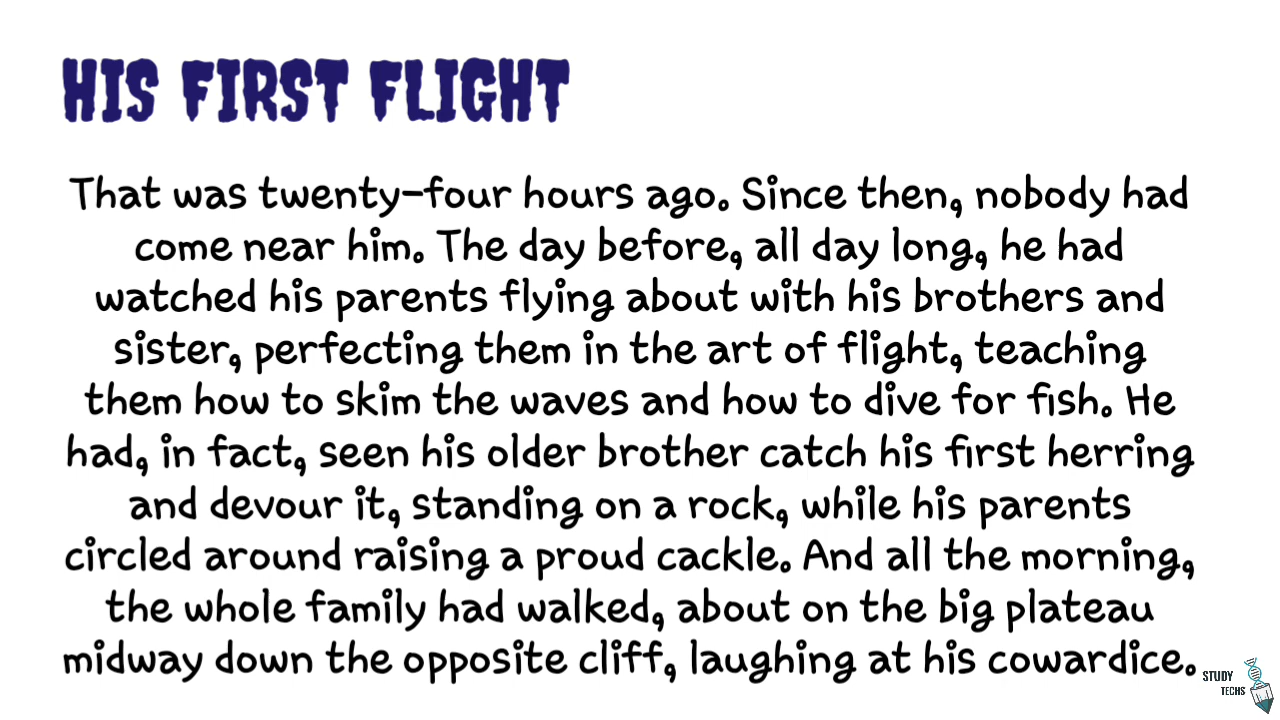 HIS FIRST FLIGHT
That was twenty-four hours ago. Since then, nobody had
come near him. The day before, all day long, he had
watched his parents flying about with his brothers and
sister, perfecting them in the art of flight, teaching
them how to skim the waves and how to dive for fish. He
had, in fact, seen his older brother catch his first herring
and devour it, standing on a rock, while his parents
circled around raising a proud cackle. And all the morning,
the whole family had walked, about on the big plateau
midway down the opposite cliff, laughing at his cowardice.
STUDY
TECHS